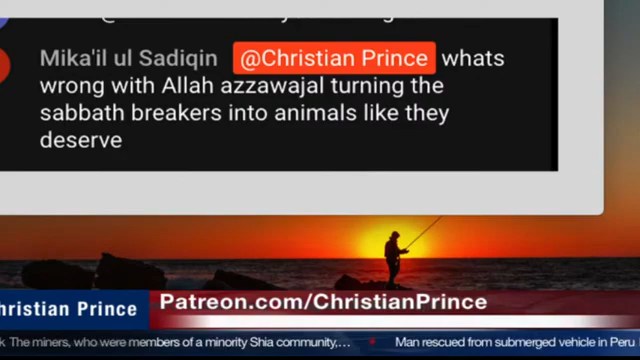 Mika'il ul Sadiqin @Christian Prince whats
wrong with Allah azzawajal turning the
sabbath breakers into animals like they
deserve
Patreon.com/ChristianPrince
hristian Prince
k The miners, who were members of a minority Shia community,... Man rescued from submerged vehicle in Peru